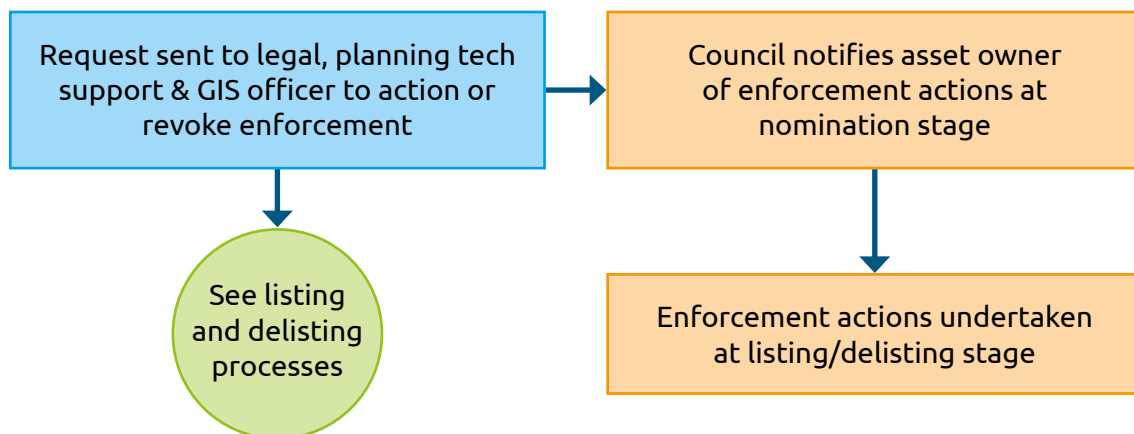 Request sent to legal, planning tech
support & GIS officer to action or
revoke enforcement
Council notifies asset owner
of enforcement actions at
nomination stage
See listing
and delisting
processes
Enforcement actions undertaken
at listing/delisting stage